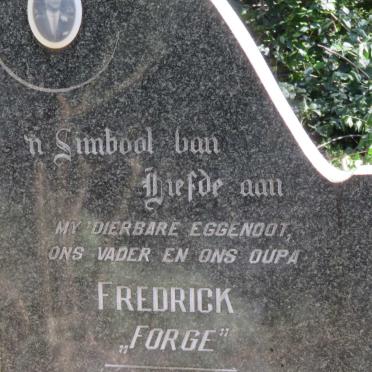 'n Simbool van
Liefde aan
MY DIERBARE EGGENOOT,
ONS VADER EN ONS OUPA
FREDRICK
„FORGE"